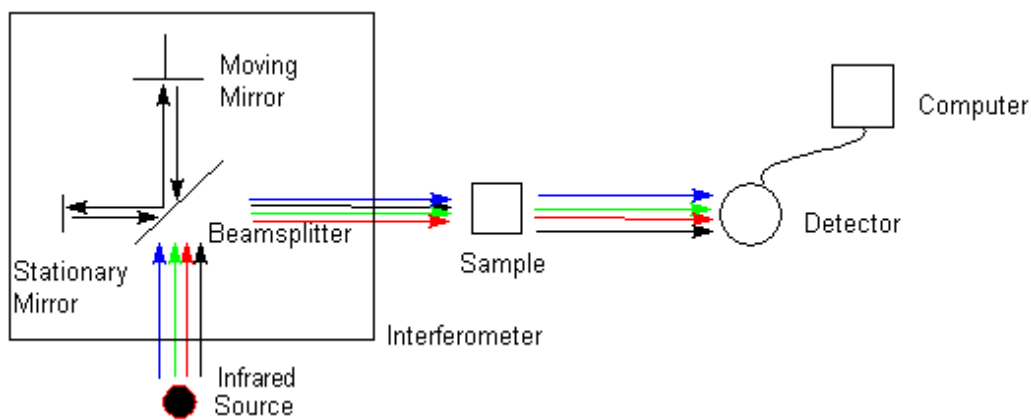 Moving
Mirror
Computer
Beamsplitter
Detector
Sample
Stationary
Mirror
Interferometer
Infrared
Source